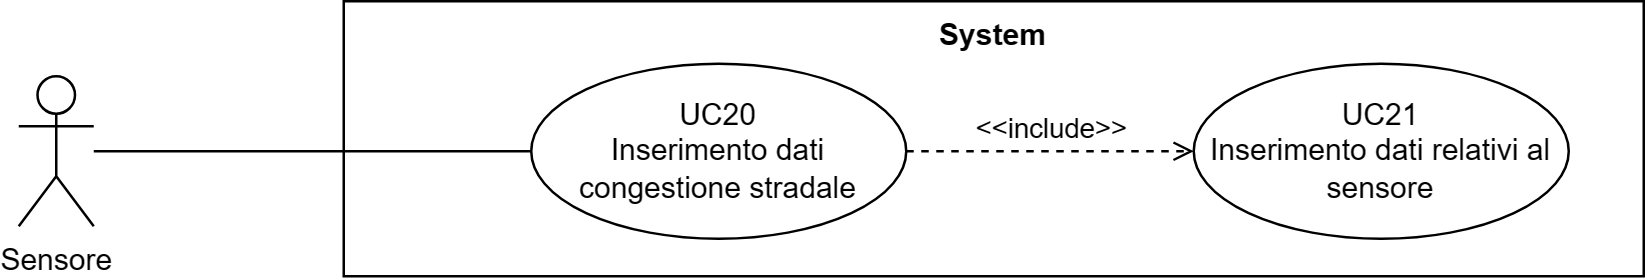 System
UC20
Inserimento dati
congestione stradale
<<include>>
UC21
Inserimento dati relativi al
sensore
Sensore